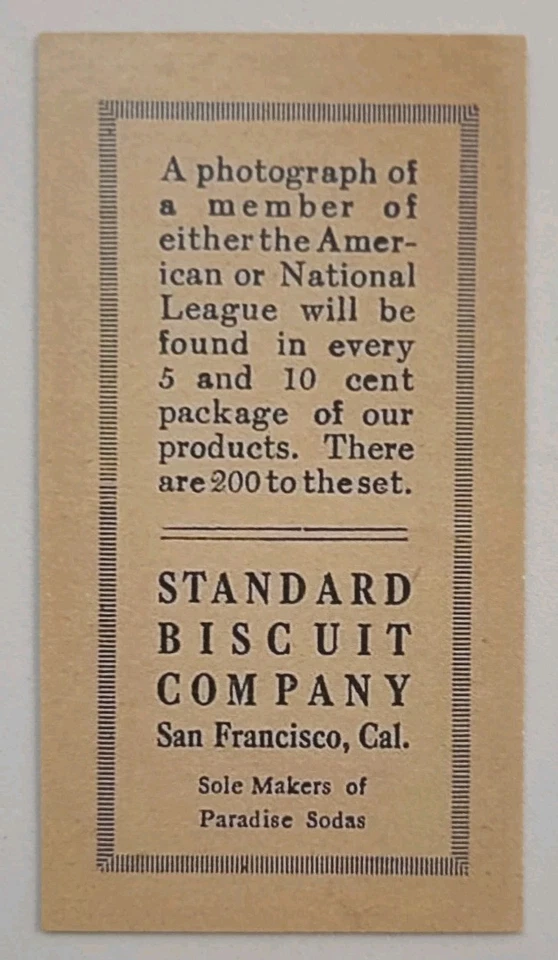 A photograph of
a member of
either the Amer-
ican or National
League will be
found in every
5 and 10 cent
package of our
products. There
are 200 to the set.
STANDARD
BISCUIT
COMPANY
San Francisco, Cal.
Sole Makers of
Paradise Sodas